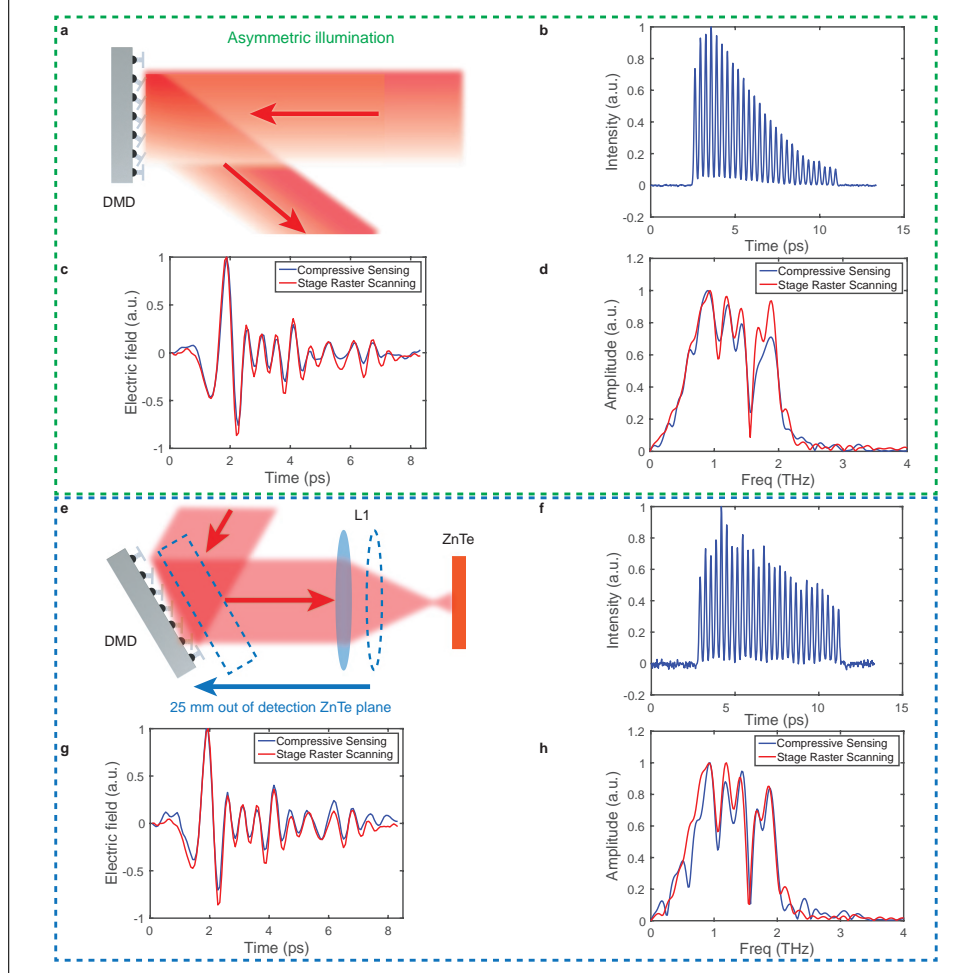 a
Asymmetric illumination
DMD
b
Intensity (a.u.)
1
0.8
0.6
0.4
0.2
0
-0.2
0
5
10
15
Time (ps)
c
Electric field (a.u.)
1
0.5
0
-0.5
-1
Compressive Sensing
Stage Raster Scanning
0
2
4
6
8
Time (ps)
d
Amplitude (a.u.)
1.2
1
0.8
0.6
0.4
0.2
0
Compressive Sensing
Stage Raster Scanning
0
1
2
3
4
Freq (THz)
e
L1
ZnTe
DMD
25 mm out of detection ZnTe plane
f
Intensity (a.u.)
1
0.8
0.6
0.4
0.2
0
-0.2
0
5
10
15
Time (ps)
g
Electric field (a.u.)
1
0.5
0
-0.5
-1
Compressive Sensing
Stage Raster Scanning
0
2
4
6
8
Time (ps)
h
Amplitude (a.u.)
1.2
1
0.8
0.6
0.4
0.2
0
Compressive Sensing
Stage Raster Scanning
0
1
2
3
4
Freq (THz)